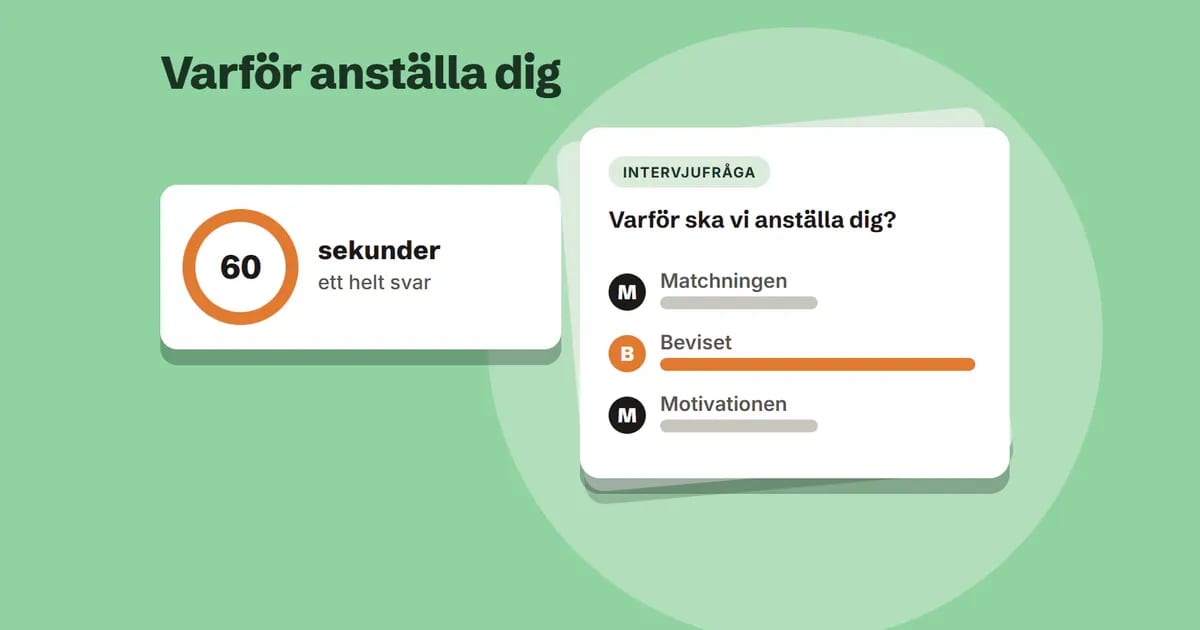 Varför anställa dig
60
sekunder
ett helt svar
INTERVJUFRÅGA
Varför ska vi anställa dig?
M
Matchningen
B
Beviset
M
Motivationen